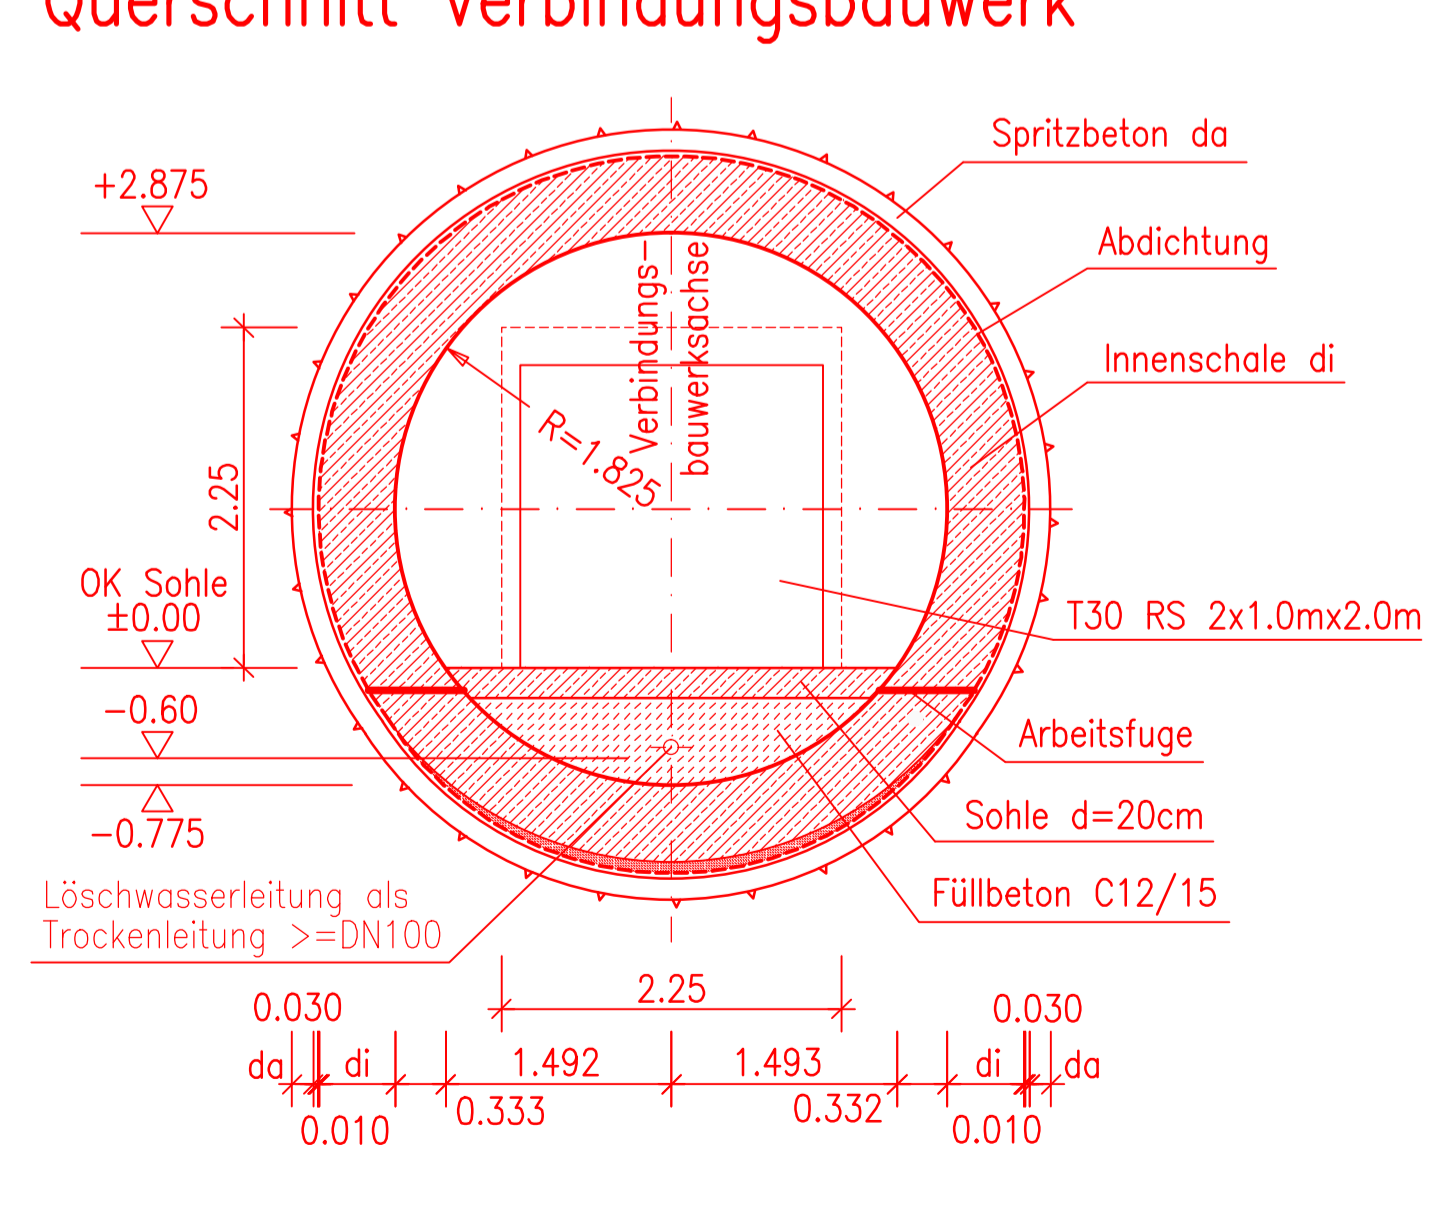 Querschnitt Verbindungsbauwerk
Spritzbeton da
+2.875
Abdichtung
Verbindungs-
bauwerksachse
Innenschale di
R=1.825
2.25
OK Sohle
±0.00
T30 RS 2x1.0mx2.0m
-0.60
Arbeitsfuge
-0.775
Sohle d=20cm
Löschwasserleitung als
Trockenleitung >=DN100
Füllbeton C12/15
2.25
0.030
0.030
da
di
1.492
1.493
di
da
0.333
0.332
0.010
0.010